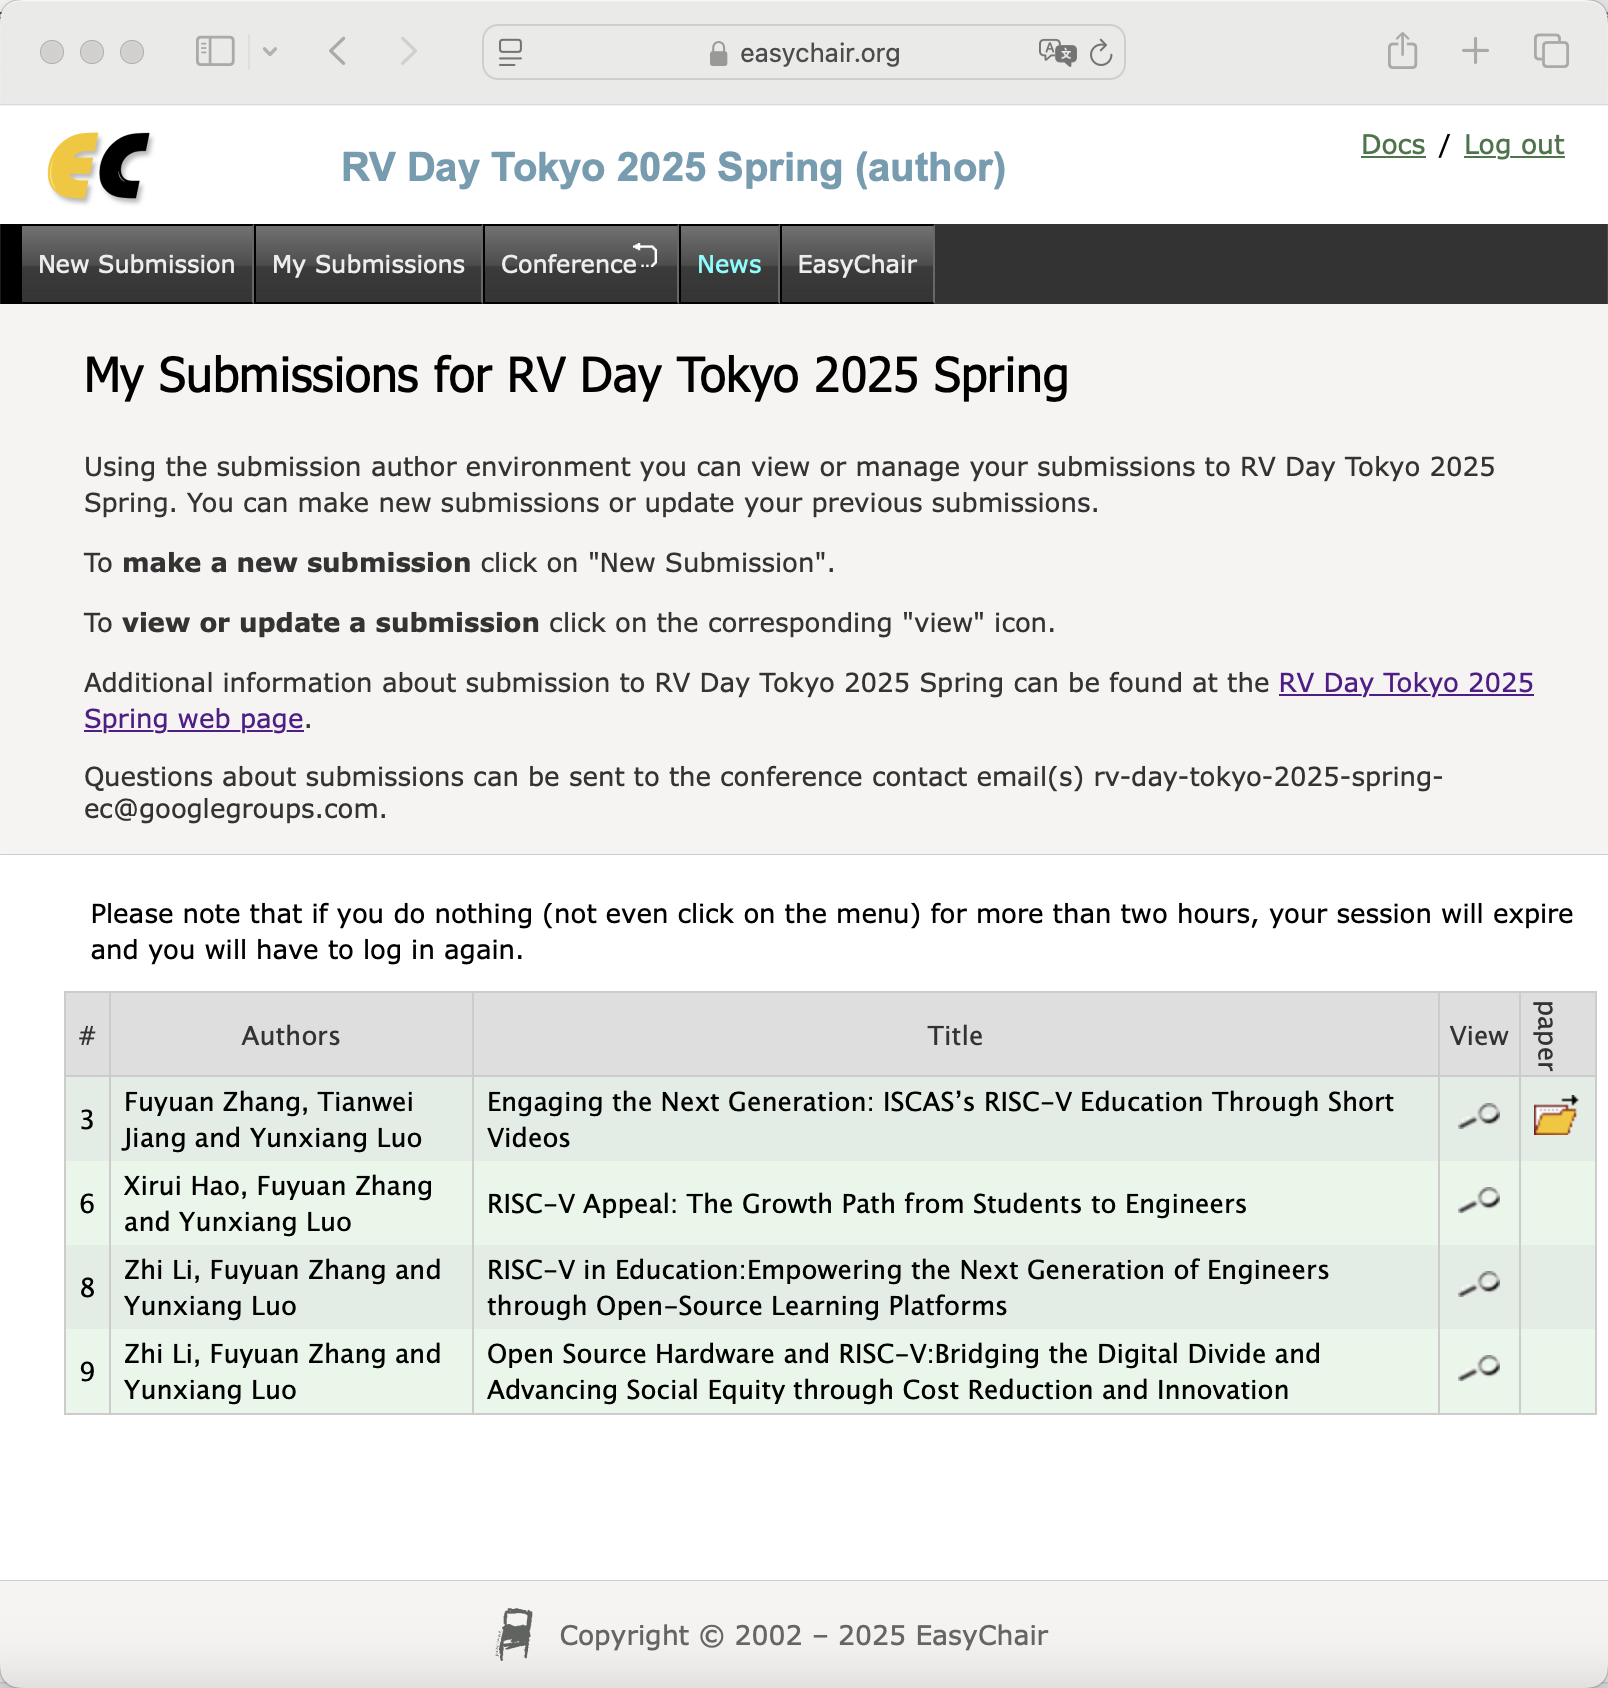 easychair.org
EC
RV Day Tokyo 2025 Spring (author)
Docs / Log out
New Submission
My Submissions
Conference
News
EasyChair
My Submissions for RV Day Tokyo 2025 Spring
Using the submission author environment you can view or manage your submissions to RV Day Tokyo 2025
Spring. You can make new submissions or update your previous submissions.
To make a new submission click on "New Submission".
To view or update a submission click on the corresponding "view" icon.
Additional information about submission to RV Day Tokyo 2025 Spring can be found at the RV Day Tokyo 2025
Spring web page.
Questions about submissions can be sent to the conference contact email(s) rv-day-tokyo-2025-spring-
ec@googlegroups.com.
Please note that if you do nothing (not even click on the menu) for more than two hours, your session will expire
and you will have to log in again.
# Authors Title View paper
3
Fuyuan Zhang, Tianwei
Jiang and Yunxiang Luo
Engaging the Next Generation: ISCAS’s RISC-V Education Through Short
Videos
6
Xirui Hao, Fuyuan Zhang
and Yunxiang Luo
RISC-V Appeal: The Growth Path from Students to Engineers
8
Zhi Li, Fuyuan Zhang and
Yunxiang Luo
RISC-V in Education:Empowering the Next Generation of Engineers
through Open-Source Learning Platforms
9
Zhi Li, Fuyuan Zhang and
Yunxiang Luo
Open Source Hardware and RISC-V:Bridging the Digital Divide and
Advancing Social Equity through Cost Reduction and Innovation
Copyright © 2002 – 2025 EasyChair